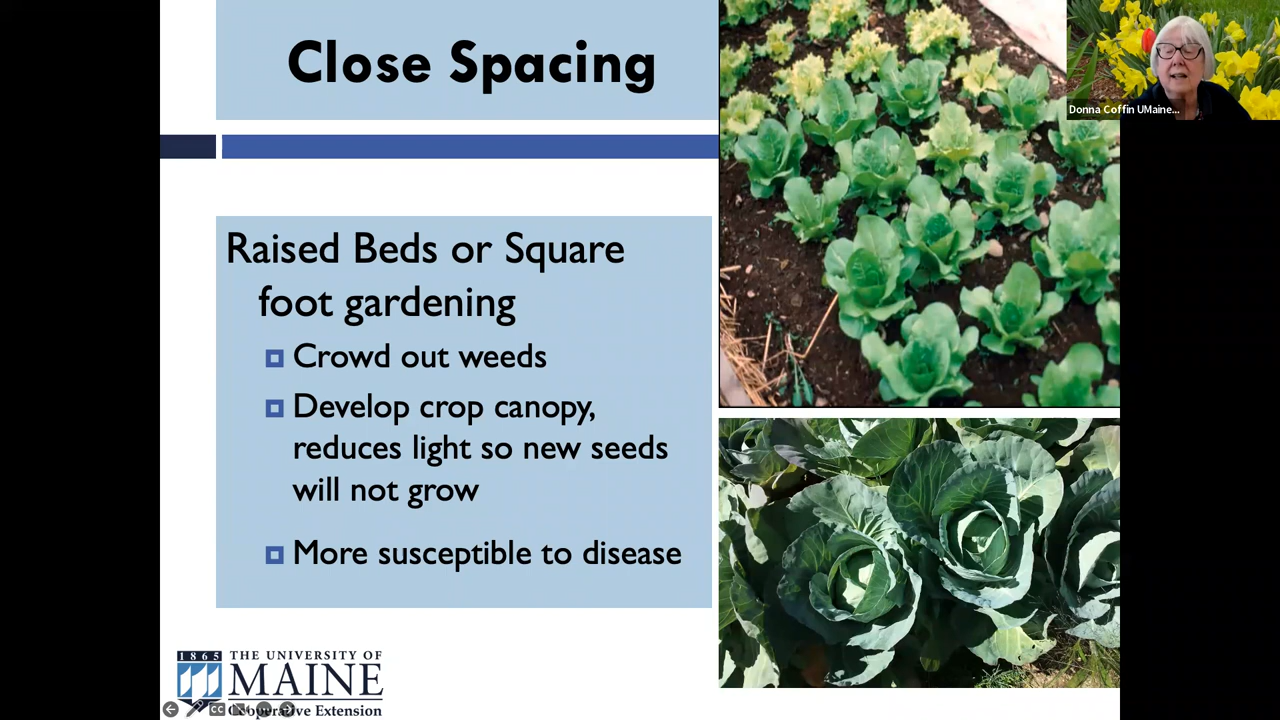 Close Spacing
Donna Coffin UMaine...
Raised Beds or Square
foot gardening
Crowd out weeds
Develop crop canopy,
reduces light so new seeds
will not grow
More susceptible to disease
1865
THE UNIVERSITY OF
MAINE
Cooperative Extension
CC